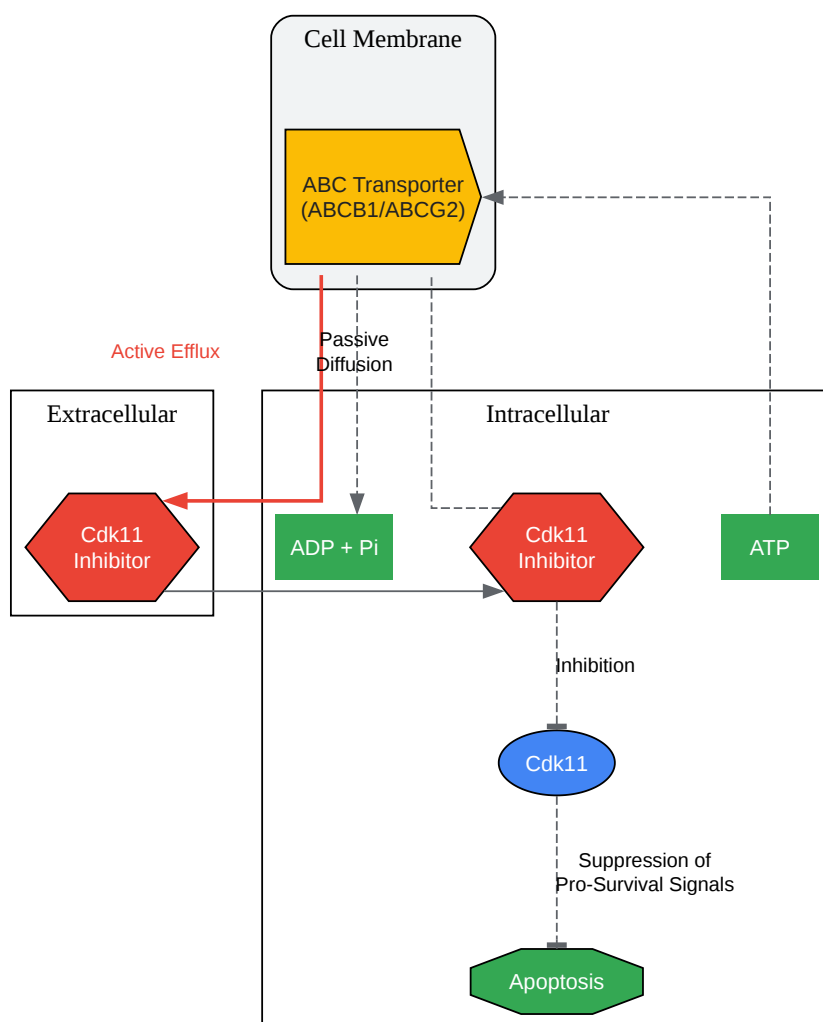 Cell Membrane
ABC Transporter
(ABCB1/ABCG2)
Active Efflux
Passive
Diffusion
Extracellular
Intracellular
Cdk11
Inhibitor
ADP + Pi
Cdk11
Inhibitor
ATP
Inhibition
Cdk11
Suppression of
Pro-Survival Signals
Apoptosis